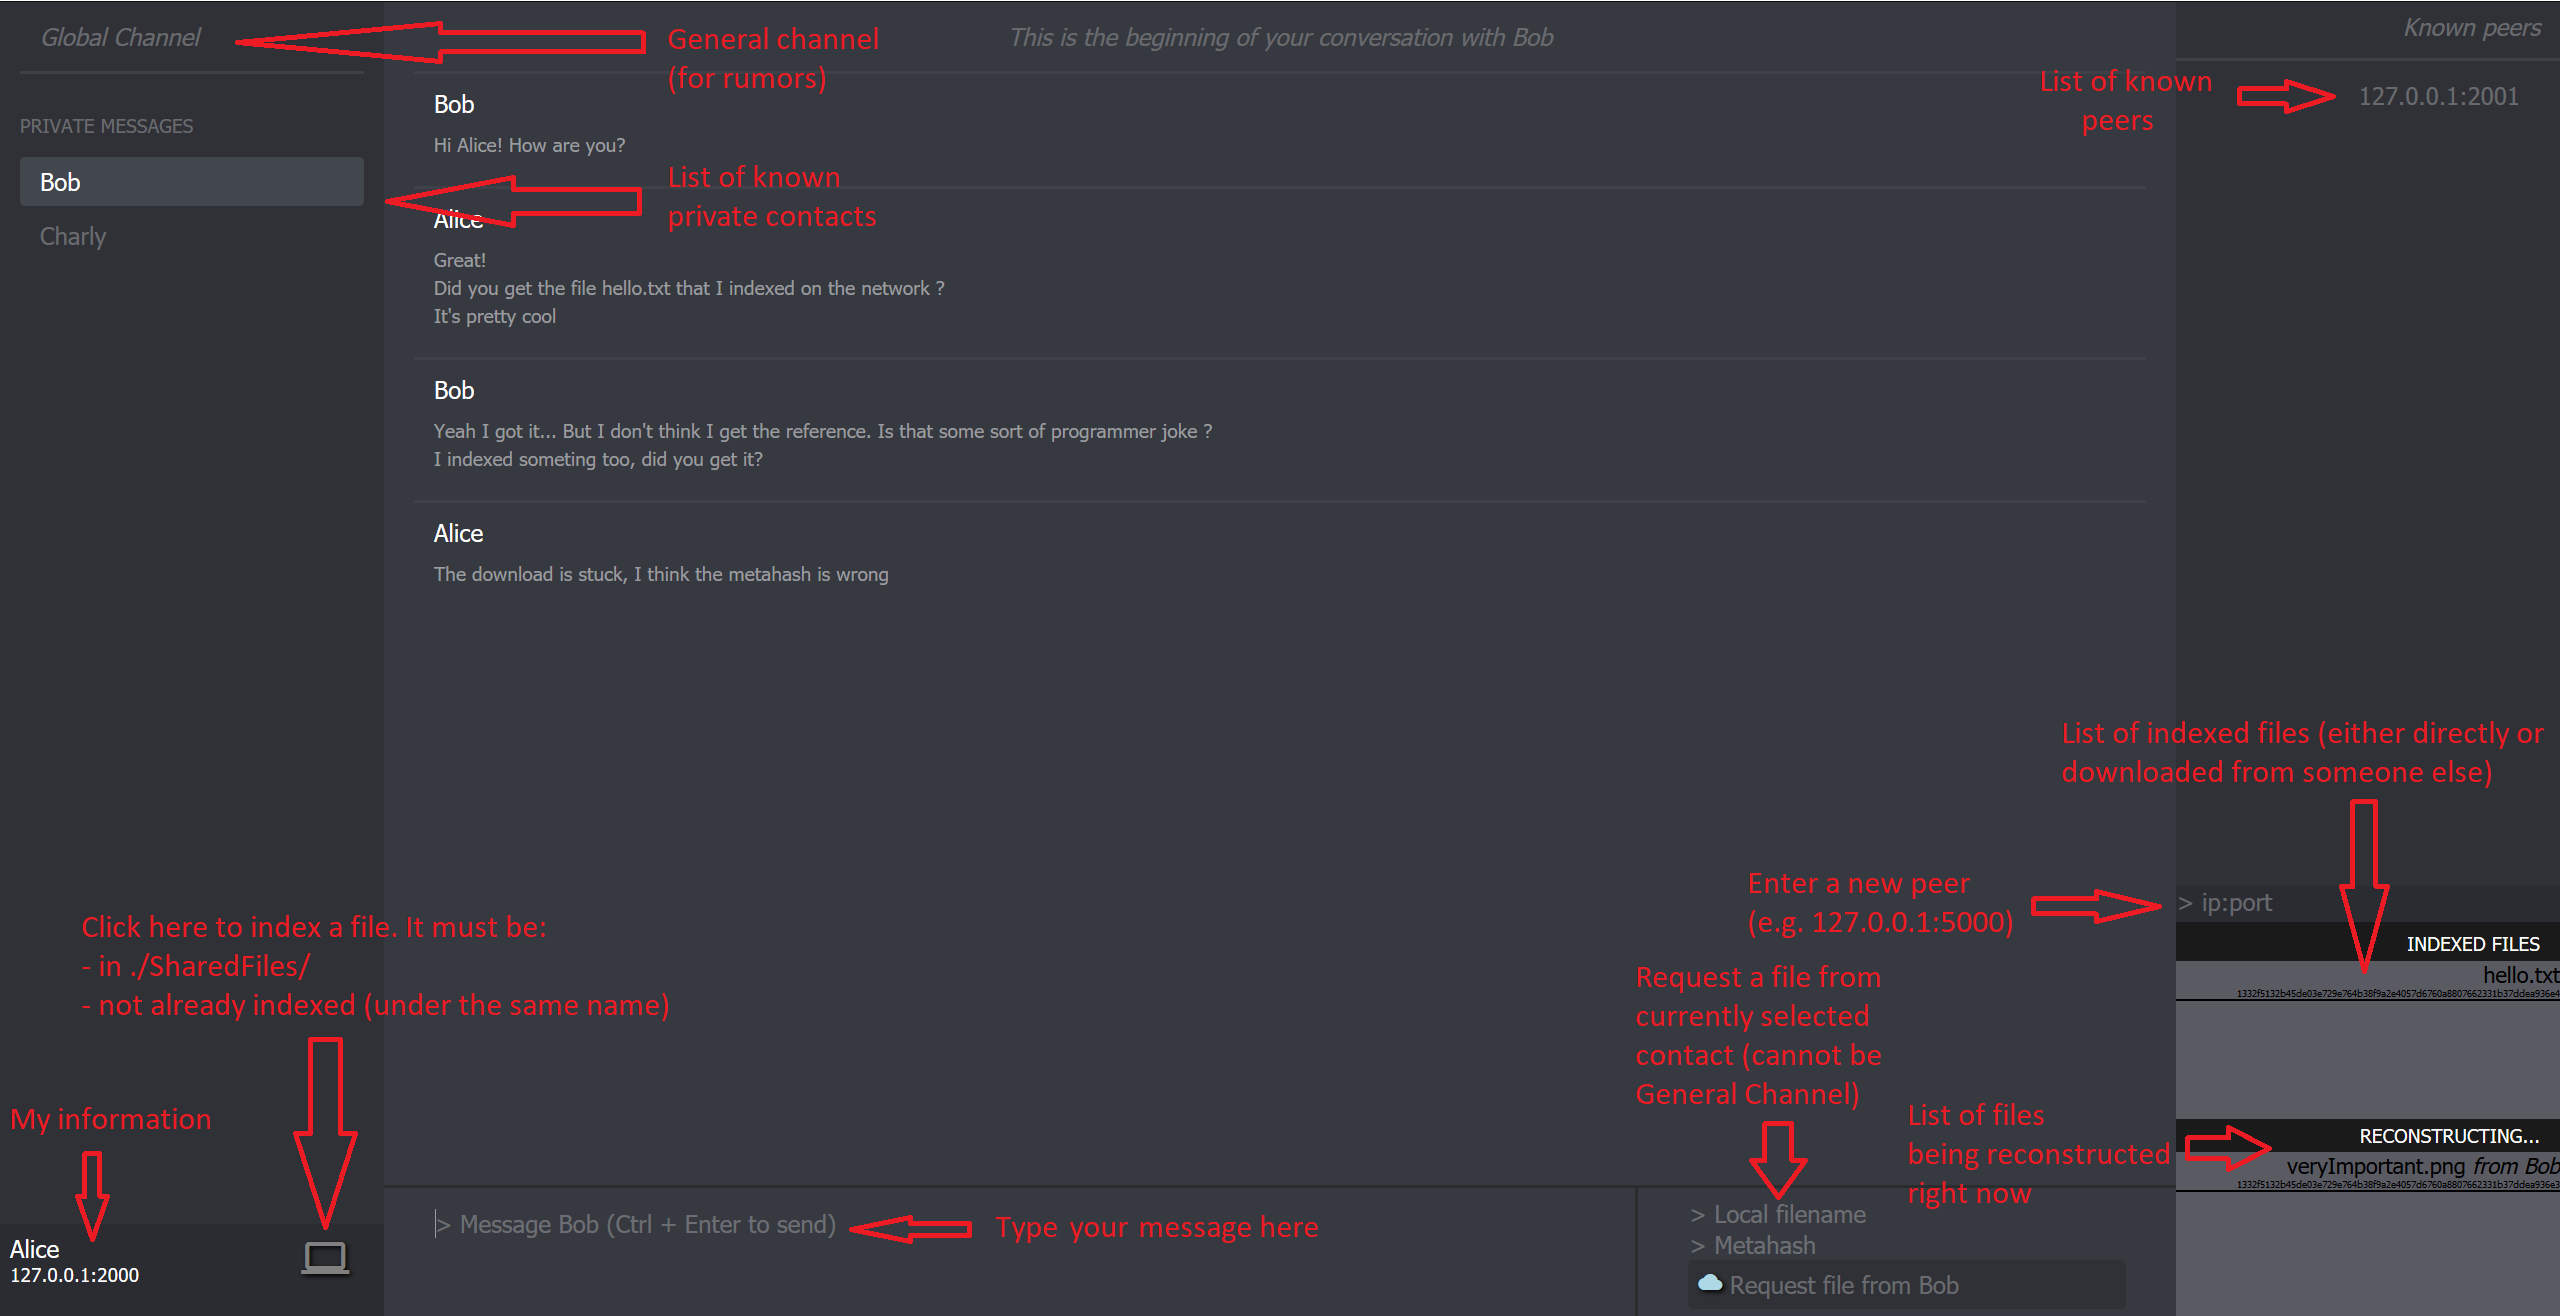 Global Channel
General channel
(for rumors)
This is the beginning of your conversation with Bob
Known peers
PRIVATE MESSAGES
Bob
Charly
List of known
private contacts
Bob
Hi Alice! How are you?
Alice
Great!
Did you get the file hello.txt that I indexed on the network ?
It's pretty cool
Bob
Yeah I got it... But I don't think I get the reference. Is that some sort of programmer joke ?
I indexed someting too, did you get it?
Alice
The download is stuck, I think the metahash is wrong
List of known
peers
127.0.0.1:2001
List of indexed files (either directly or
downloaded from someone else)
Enter a new peer
(e.g. 127.0.0.1:5000)
> ip:port
INDEXED FILES
hello.txt
1332f5132b45de03e729e764b38f9a2e4057d6760a8807662331b37ddea936e4
Click here to index a file. It must be:
- in ./SharedFiles/
- not already indexed (under the same name)
Request a file from
currently selected
contact (cannot be
General Channel)
List of files
being reconstructed
right now
RECONSTRUCTING...
veryImportant.png from Bob
1332f5132b45de03e729e764b38f9a2e4057d6760a8807662331b37ddea936e3
My information
Alice
127.0.0.1:2000
> Message Bob (Ctrl + Enter to send)
Type your message here
> Local filename
> Metahash
Request file from Bob